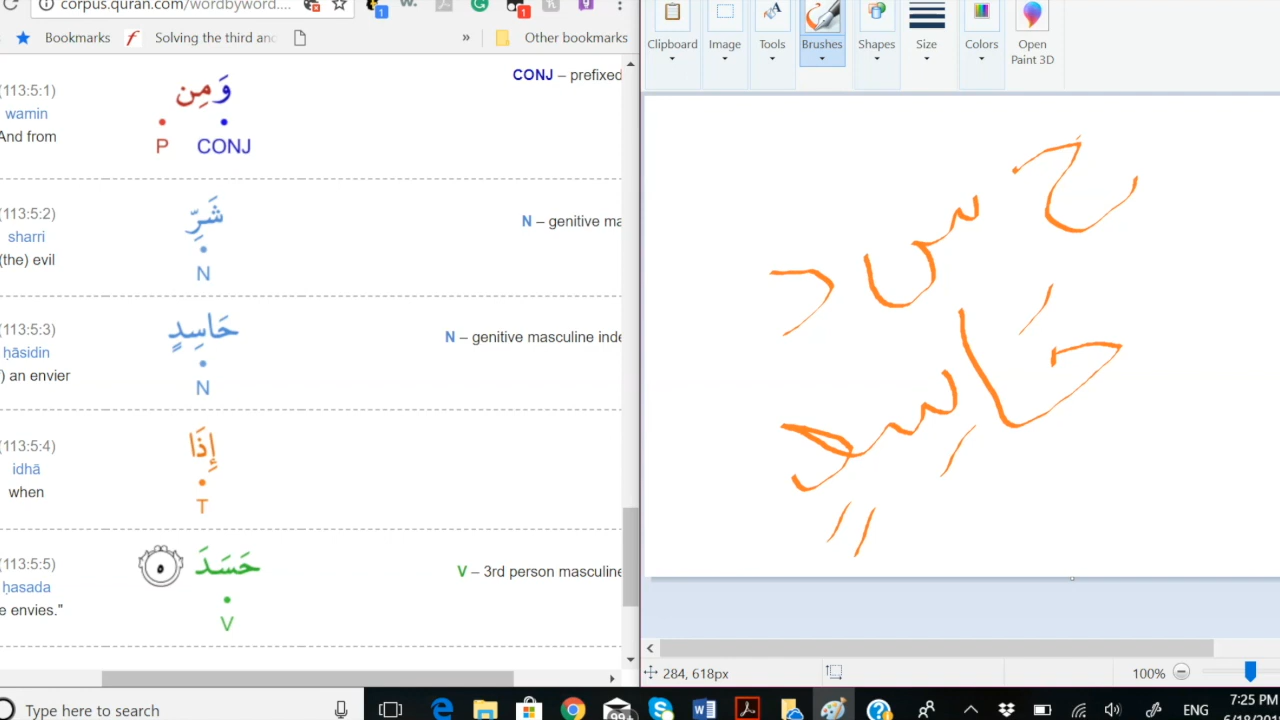 corpus.quran.com/wordbyword....
Bookmarks
Solving the third and
»
Other bookmarks
(113:5:1)
wamin
And from
وَمِن
P CONJ
CONJ – prefixed
(113:5:2)
sharri
(the) evil
شَرِّ
N
N – genitive ma
(113:5:3)
ḥāsidin
) an envier
حَاسِدٍ
N
N – genitive masculine inde
(113:5:4)
idhā
when
إِذَا
T
(113:5:5)
ḥasada
e envies."
حَسَدَ ٥
V
V – 3rd person masculine
Clipboard Image Tools Brushes Shapes Size Colors Open Paint 3D
ح س د
حَاسِدٍ
284, 618px
100%
Type here to search
99+
ENG
7:25 PM